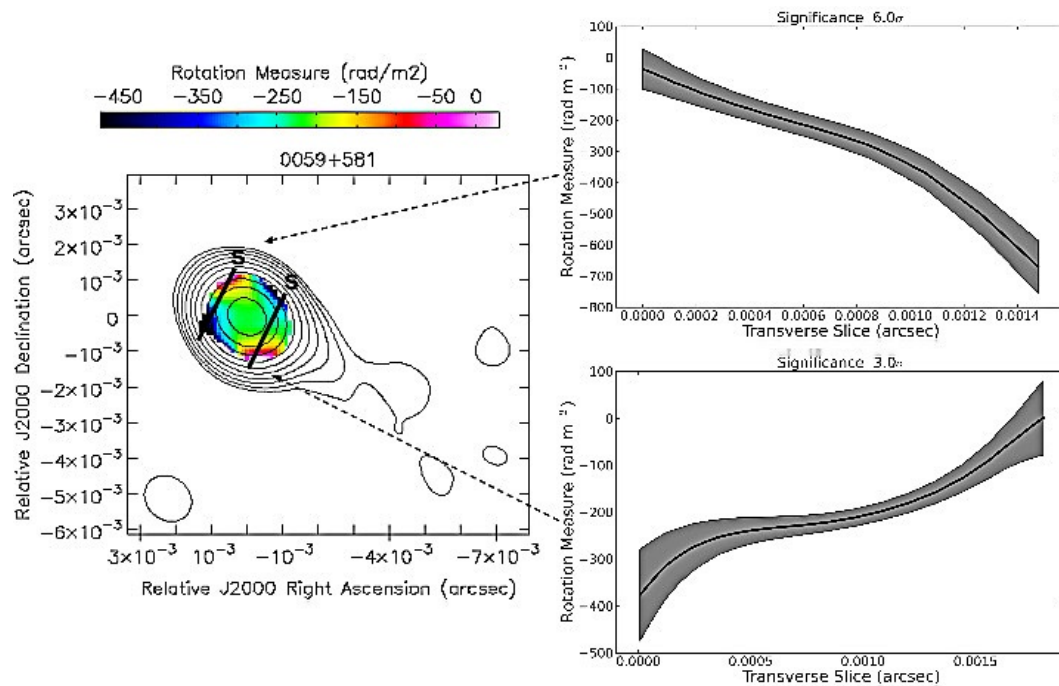 Rotation Measure (rad/m2)
−450 −350 −250 −150 −50 0
0059+581
Relative J2000 Declination (arcsec)
3×10⁻³
2×10⁻³
10⁻³
0
−10⁻³
−2×10⁻³
−3×10⁻³
−4×10⁻³
−5×10⁻³
−6×10⁻³
S
S
3×10⁻³ 10⁻³ −10⁻³ −4×10⁻³ −7×10⁻³
Relative J2000 Right Ascension (arcsec)
Significance 6.0σ
Rotation Measure (rad m⁻²)
100
0
−100
−200
−300
−400
−500
−600
−700
−800
0.0000 0.0002 0.0004 0.0006 0.0008 0.0010 0.0012 0.0014
Transverse Slice (arcsec)
Significance 3.0σ
Rotation Measure (rad m⁻²)
100
0
−100
−200
−300
−400
−500
0.0000 0.0005 0.0010 0.0015
Transverse Slice (arcsec)